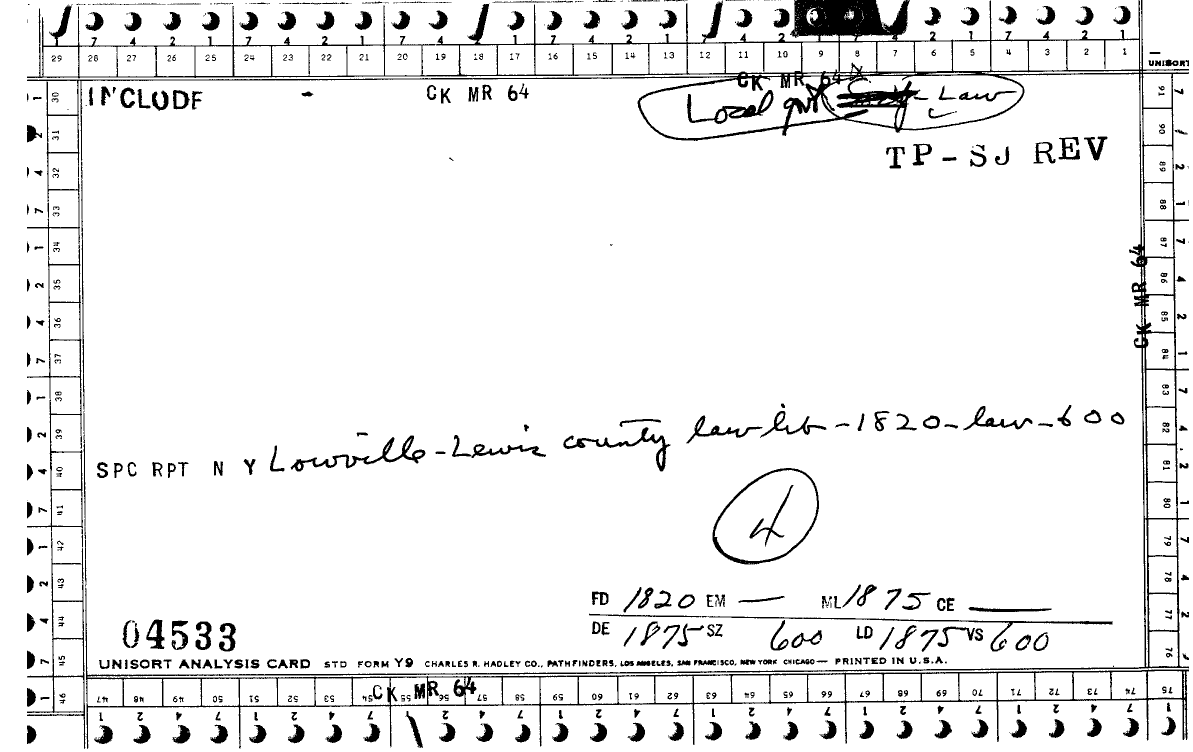 7 4 2 1 7 4 2 1 7 4 2 1 7 4 2 1 7 4 2 1 7 4 2 1 7 4 2 1
29 28 27 26 25 24 23 22 21 20 19 18 17 16 15 14 13 12 11 10 9 8 7 6 5 4 3 2 1
UNISORT
INCLUDE - CK MR 64 CK MR 64
Local govt Law
TP-SJ REV
30 31 32 33 34 35 36 37 38 39 40 41 42 43 44 45 46
91 90 89 88 87 86 85 84 83 82 81 80 79 78 77 76 75
CK MR 64
SPC RPT N Y Lowville-Lewis county law lib-1820-law-600
4
FD 1820 EM — ML 1875 CE ___
DE 1875 SZ 600 LD 1875 VS 600
04533
UNISORT ANALYSIS CARD STD FORM Y9 CHARLES R. HADLEY CO., PATHFINDERS, LOS ANGELES, SAN FRANCISCO, NEW YORK CHICAGO — PRINTED IN U.S.A.
CK MR 64
47 48 49 50 51 52 53 54 55 56 57 58 59 60 61 62 63 64 65 66 67 68 69 70 71 72 73 74
1 2 4 7 1 2 4 7 1 2 4 7 1 2 4 7 1 2 4 7 1 2 4 7 1 2 4 7